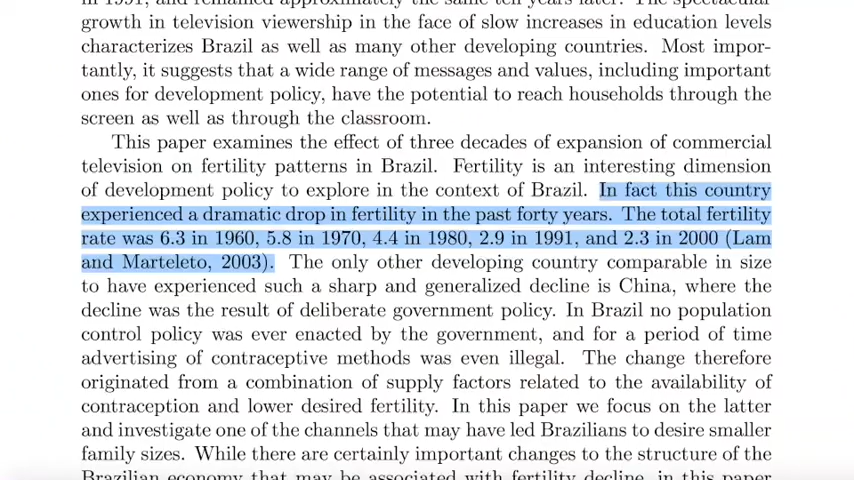 in 1991, and remained approximately the same ten years later. The spectacular
growth in television viewership in the face of slow increases in education levels
characterizes Brazil as well as many other developing countries. Most impor-
tantly, it suggests that a wide range of messages and values, including important
ones for development policy, have the potential to reach households through the
screen as well as through the classroom.
This paper examines the effect of three decades of expansion of commercial
television on fertility patterns in Brazil. Fertility is an interesting dimension
of development policy to explore in the context of Brazil. In fact this country
experienced a dramatic drop in fertility in the past forty years. The total fertility
rate was 6.3 in 1960, 5.8 in 1970, 4.4 in 1980, 2.9 in 1991, and 2.3 in 2000 (Lam
and Marteleto, 2003). The only other developing country comparable in size
to have experienced such a sharp and generalized decline is China, where the
decline was the result of deliberate government policy. In Brazil no population
control policy was ever enacted by the government, and for a period of time
advertising of contraceptive methods was even illegal. The change therefore
originated from a combination of supply factors related to the availability of
contraception and lower desired fertility. In this paper we focus on the latter
and investigate one of the channels that may have led Brazilians to desire smaller
family sizes. While there are certainly important changes to the structure of the
Brazilian economy that may be associated with fertility decline, in this paper